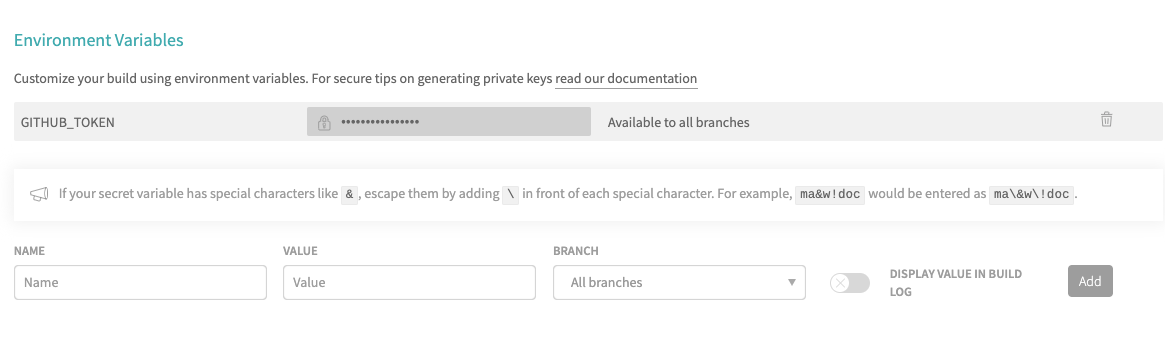 Environment Variables
Customize your build using environment variables. For secure tips on generating private keys read our documentation
GITHUB_TOKEN •••••••••••••••• Available to all branches
If your secret variable has special characters like & , escape them by adding \ in front of each special character. For example, ma&w!doc would be entered as ma\&w\!doc .
NAME VALUE BRANCH
Name Value All branches DISPLAY VALUE IN BUILD LOG Add